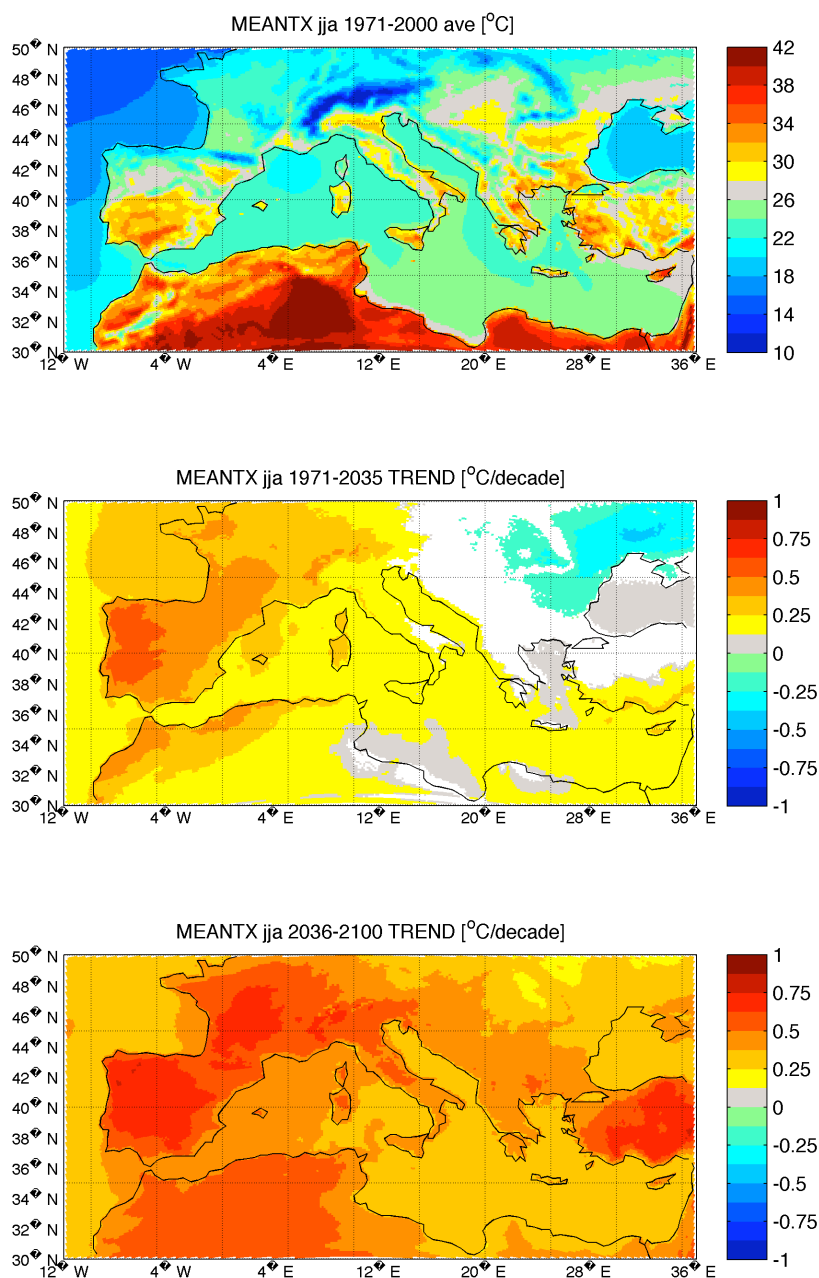 MEANTX jja 1971-2000 ave [°C]
50� N
48� N
46� N
44� N
42� N
40� N
38� N
36� N
34� N
32� N
30� N
12� W
4� W
4� E
12� E
20� E
28� E
36� E
42
38
34
30
26
22
18
14
10
MEANTX jja 1971-2035 TREND [°C/decade]
50� N
48� N
46� N
44� N
42� N
40� N
38� N
36� N
34� N
32� N
30� N
12� W
4� W
4� E
12� E
20� E
28� E
36� E
1
0.75
0.5
0.25
0
-0.25
-0.5
-0.75
-1
MEANTX jja 2036-2100 TREND [°C/decade]
50� N
48� N
46� N
44� N
42� N
40� N
38� N
36� N
34� N
32� N
30� N
12� W
4� W
4� E
12� E
20� E
28� E
36� E
1
0.75
0.5
0.25
0
-0.25
-0.5
-0.75
-1